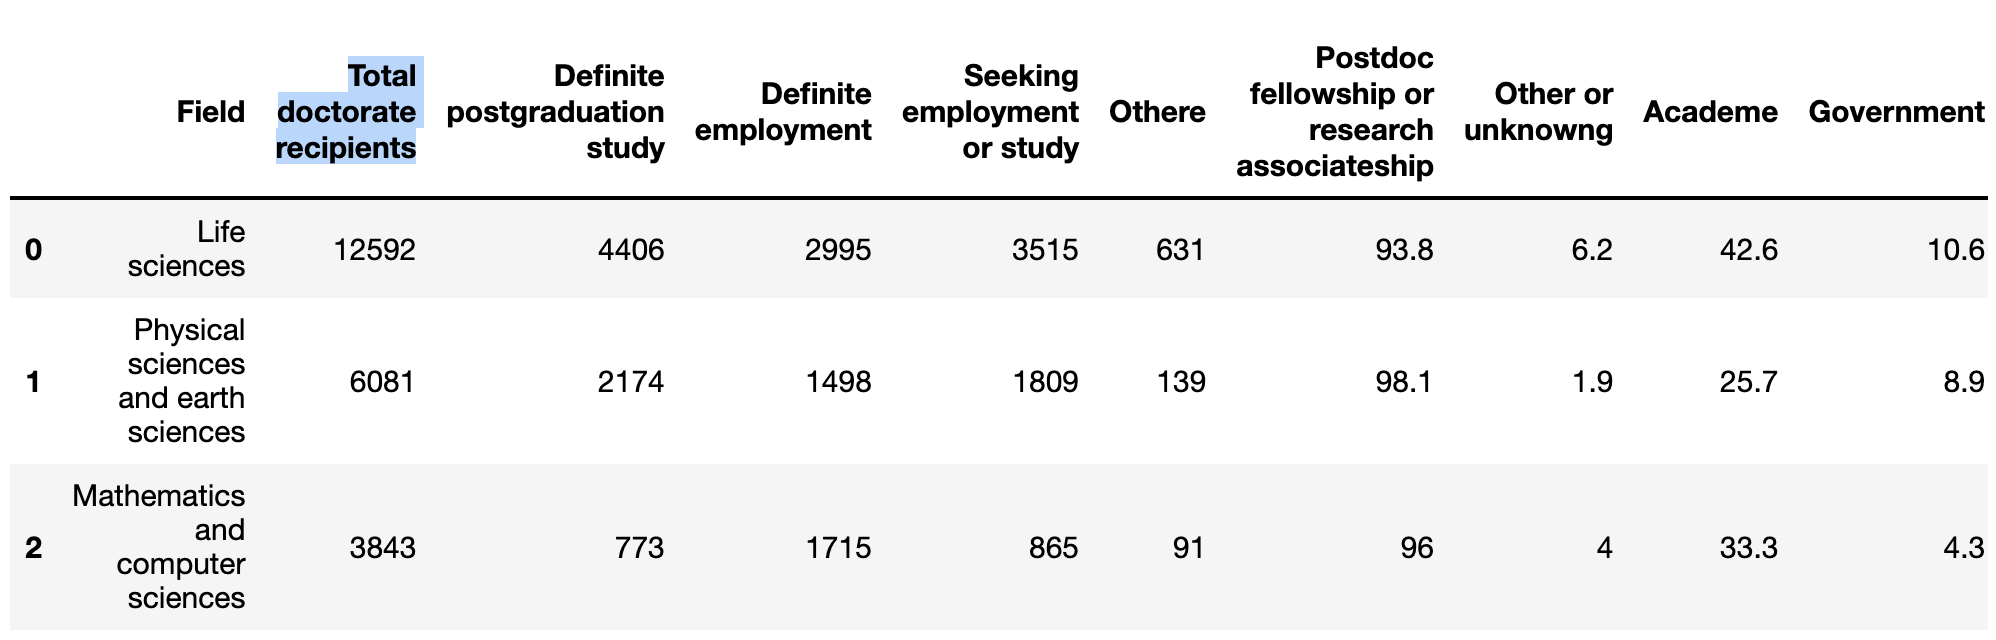 Field Total doctorate recipients Definite postgraduation study Definite employment Seeking employment or study Othere Postdoc fellowship or research associateship Other or unknowng Academe Government
0 Life sciences 12592 4406 2995 3515 631 93.8 6.2 42.6 10.6
1 Physical sciences and earth sciences 6081 2174 1498 1809 139 98.1 1.9 25.7 8.9
2 Mathematics and computer sciences 3843 773 1715 865 91 96 4 33.3 4.3